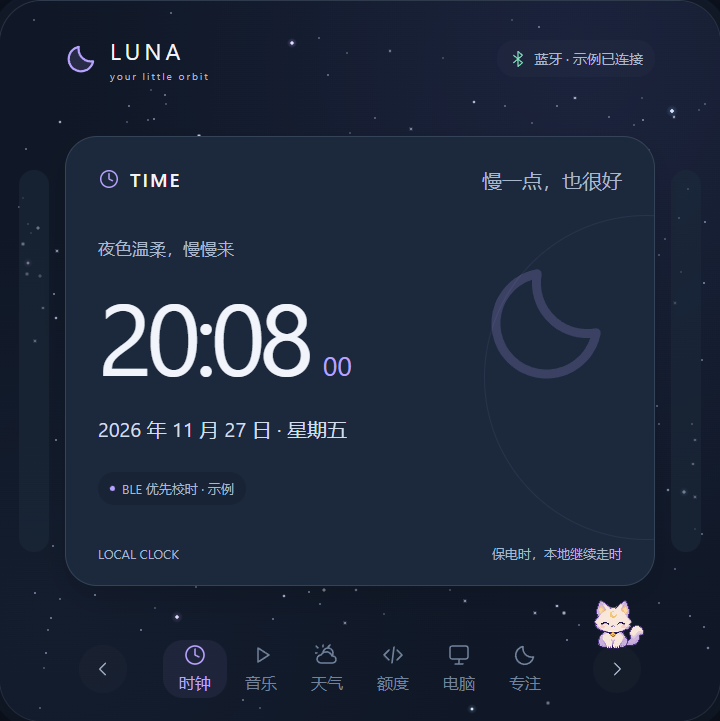 LUNA
your little orbit
蓝牙 · 示例已连接
TIME
慢一点，也很好
夜色温柔，慢慢来
20:08 00
2026 年 11 月 27 日 · 星期五
BLE 优先校时 · 示例
LOCAL CLOCK
保电时，本地继续走时
时钟
音乐
天气
额度
电脑
专注